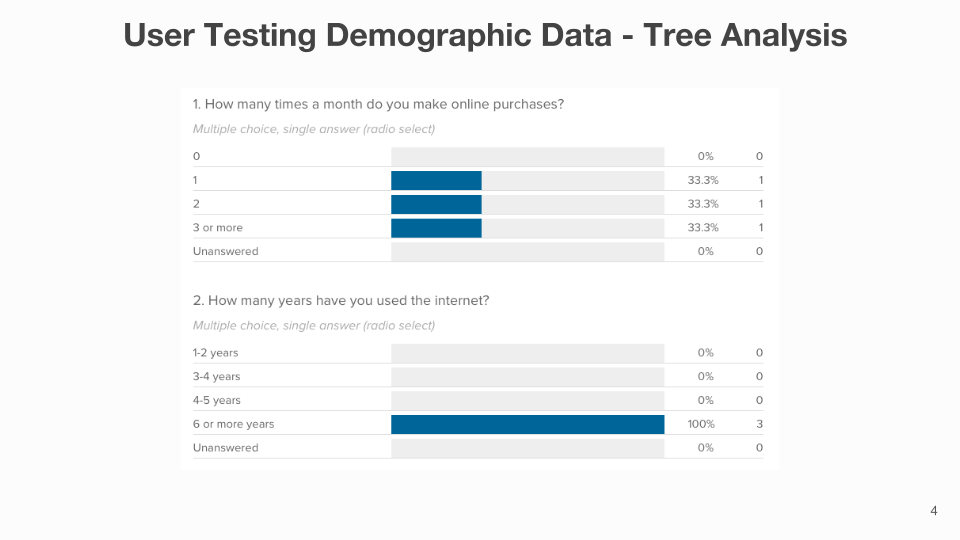 User Testing Demographic Data - Tree Analysis
1. How many times a month do you make online purchases?
Multiple choice, single answer (radio select)
0 0% 0
1 33.3% 1
2 33.3% 1
3 or more 33.3% 1
Unanswered 0% 0
2. How many years have you used the internet?
Multiple choice, single answer (radio select)
1-2 years 0% 0
3-4 years 0% 0
4-5 years 0% 0
6 or more years 100% 3
Unanswered 0% 0
4